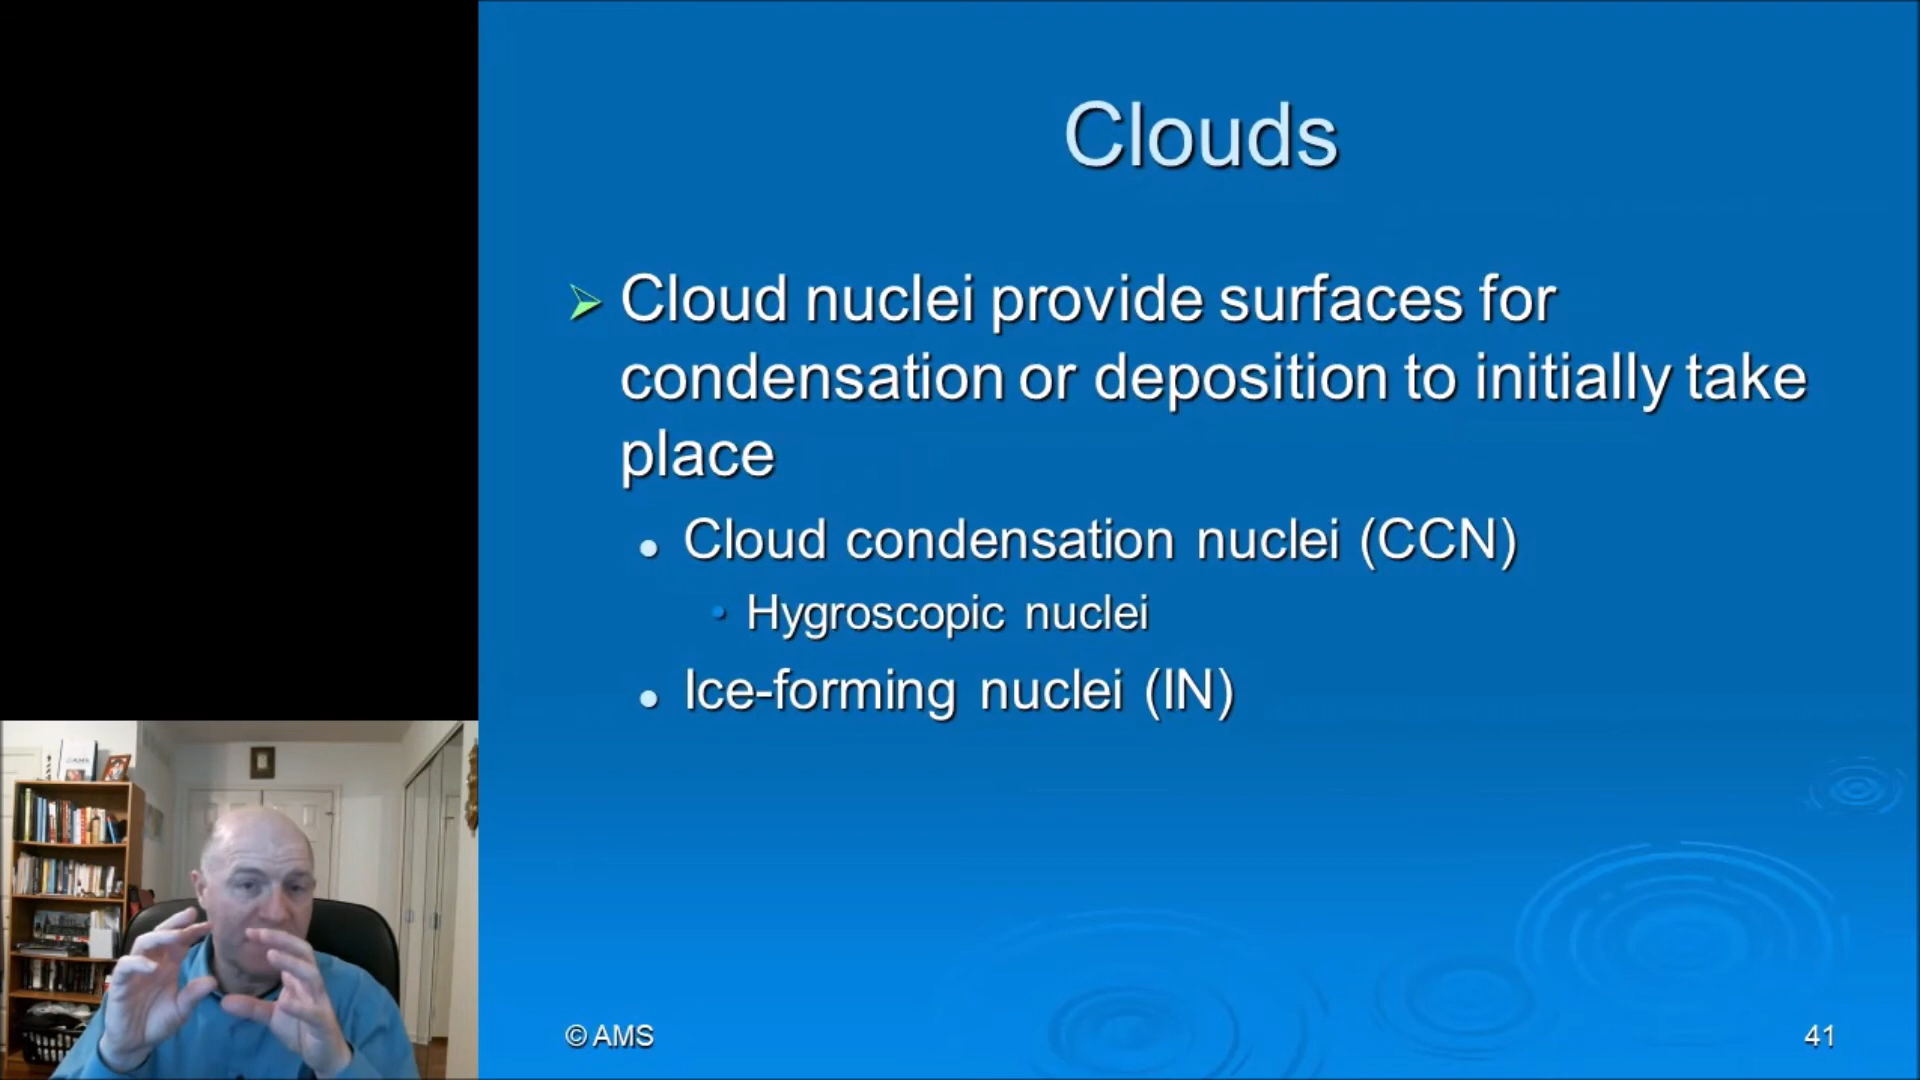 Clouds
Cloud nuclei provide surfaces for
condensation or deposition to initially take
place
Cloud condensation nuclei (CCN)
Hygroscopic nuclei
Ice-forming nuclei (IN)
© AMS
41